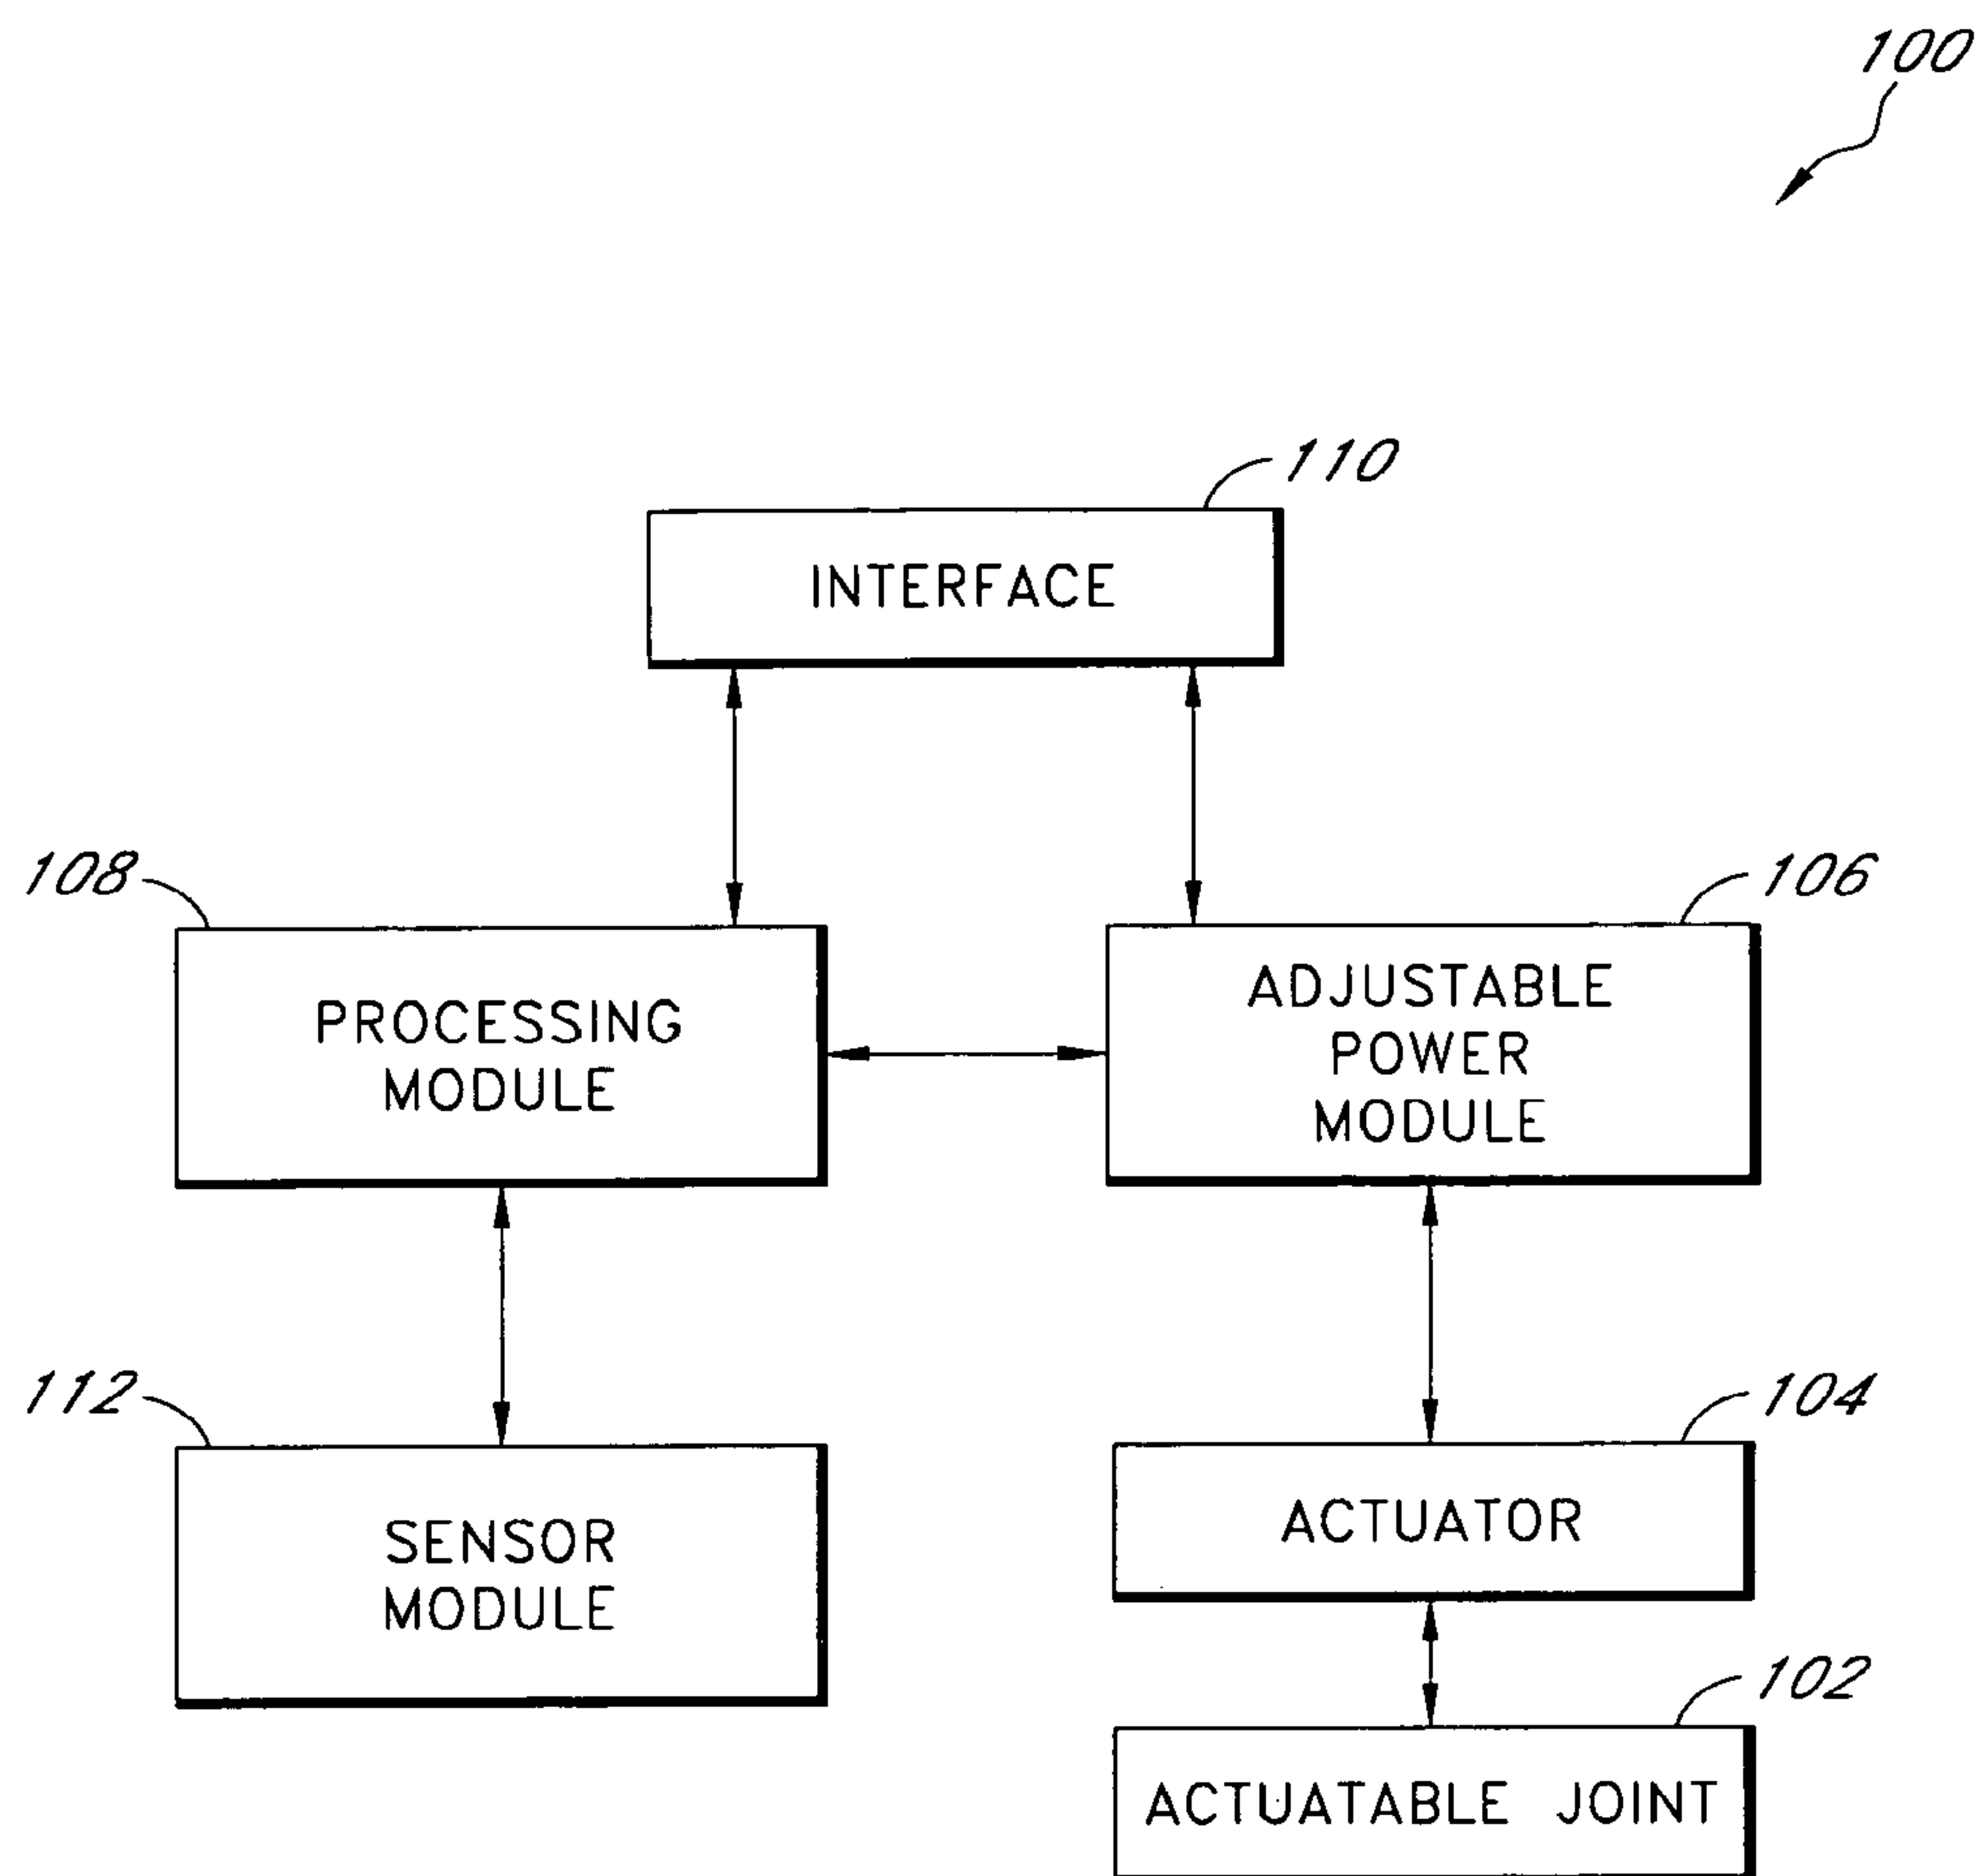 100
110
INTERFACE
108
106
PROCESSING
MODULE
ADJUSTABLE
POWER
MODULE
112
104
SENSOR
MODULE
ACTUATOR
102
ACTUATABLE JOINT